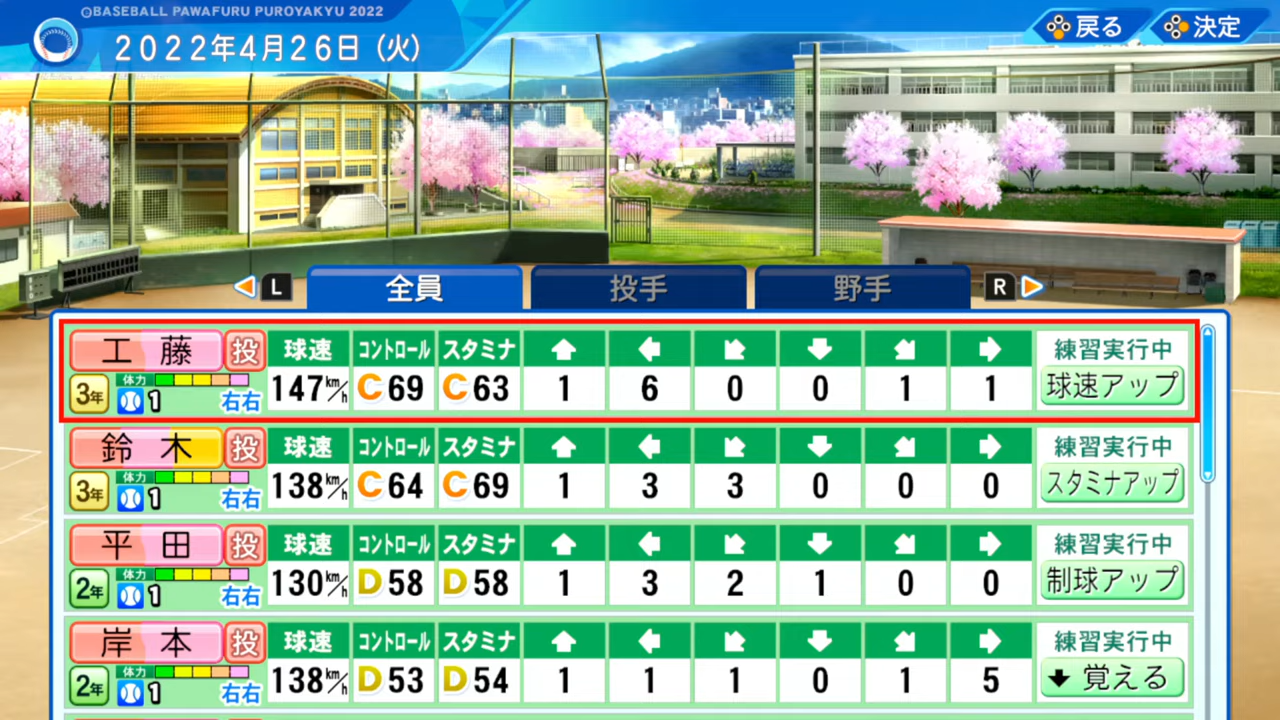 ©BASEBALL PAWAFURU PUROYAKYU 2022
2022年4月26日（火）
戻る 決定
L 全員 投手 野手 R
工藤 投 球速 コントロール スタミナ ↑ ← ↙ ↓ ↘ → 練習実行中
3年 体力 1 右右 147km/h C69 C63 1 6 0 0 1 1 球速アップ
鈴木 投 球速 コントロール スタミナ ↑ ← ↙ ↓ ↘ → 練習実行中
3年 体力 1 右右 138km/h C64 C69 1 3 3 0 0 0 スタミナアップ
平田 投 球速 コントロール スタミナ ↑ ← ↙ ↓ ↘ → 練習実行中
2年 体力 1 右右 130km/h D58 D58 1 3 2 1 0 0 制球アップ
岸本 投 球速 コントロール スタミナ ↑ ← ↙ ↓ ↘ → 練習実行中
2年 体力 1 右右 138km/h D53 D54 1 1 1 0 1 5 ↓覚える